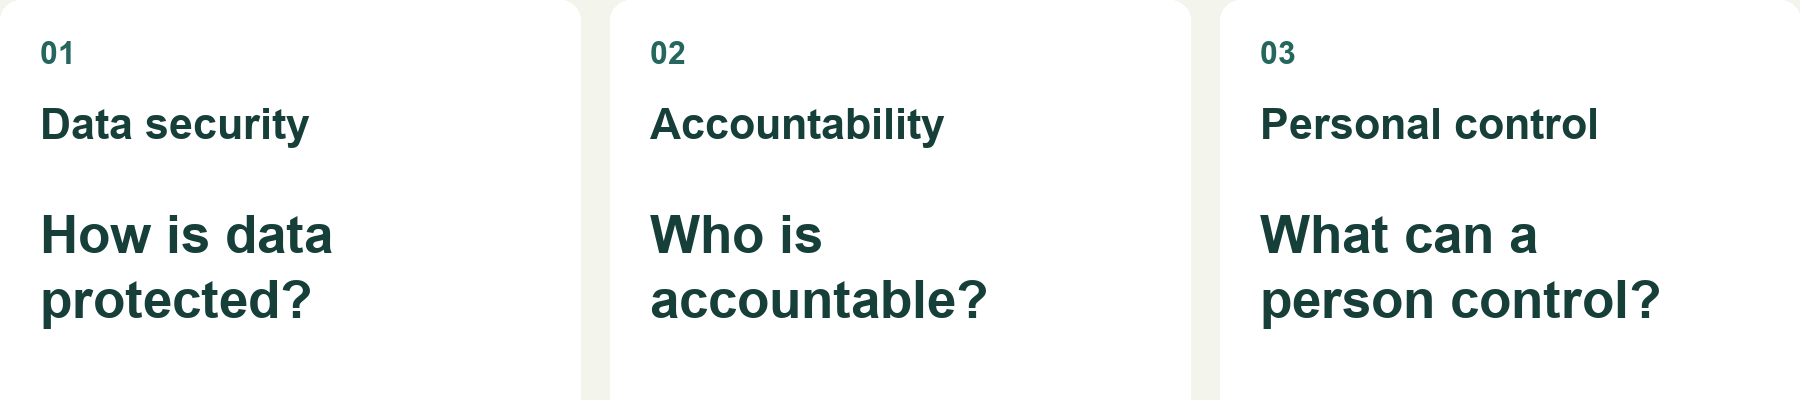 01
Data security
How is data
protected?
02
Accountability
Who is
accountable?
03
Personal control
What can a
person control?